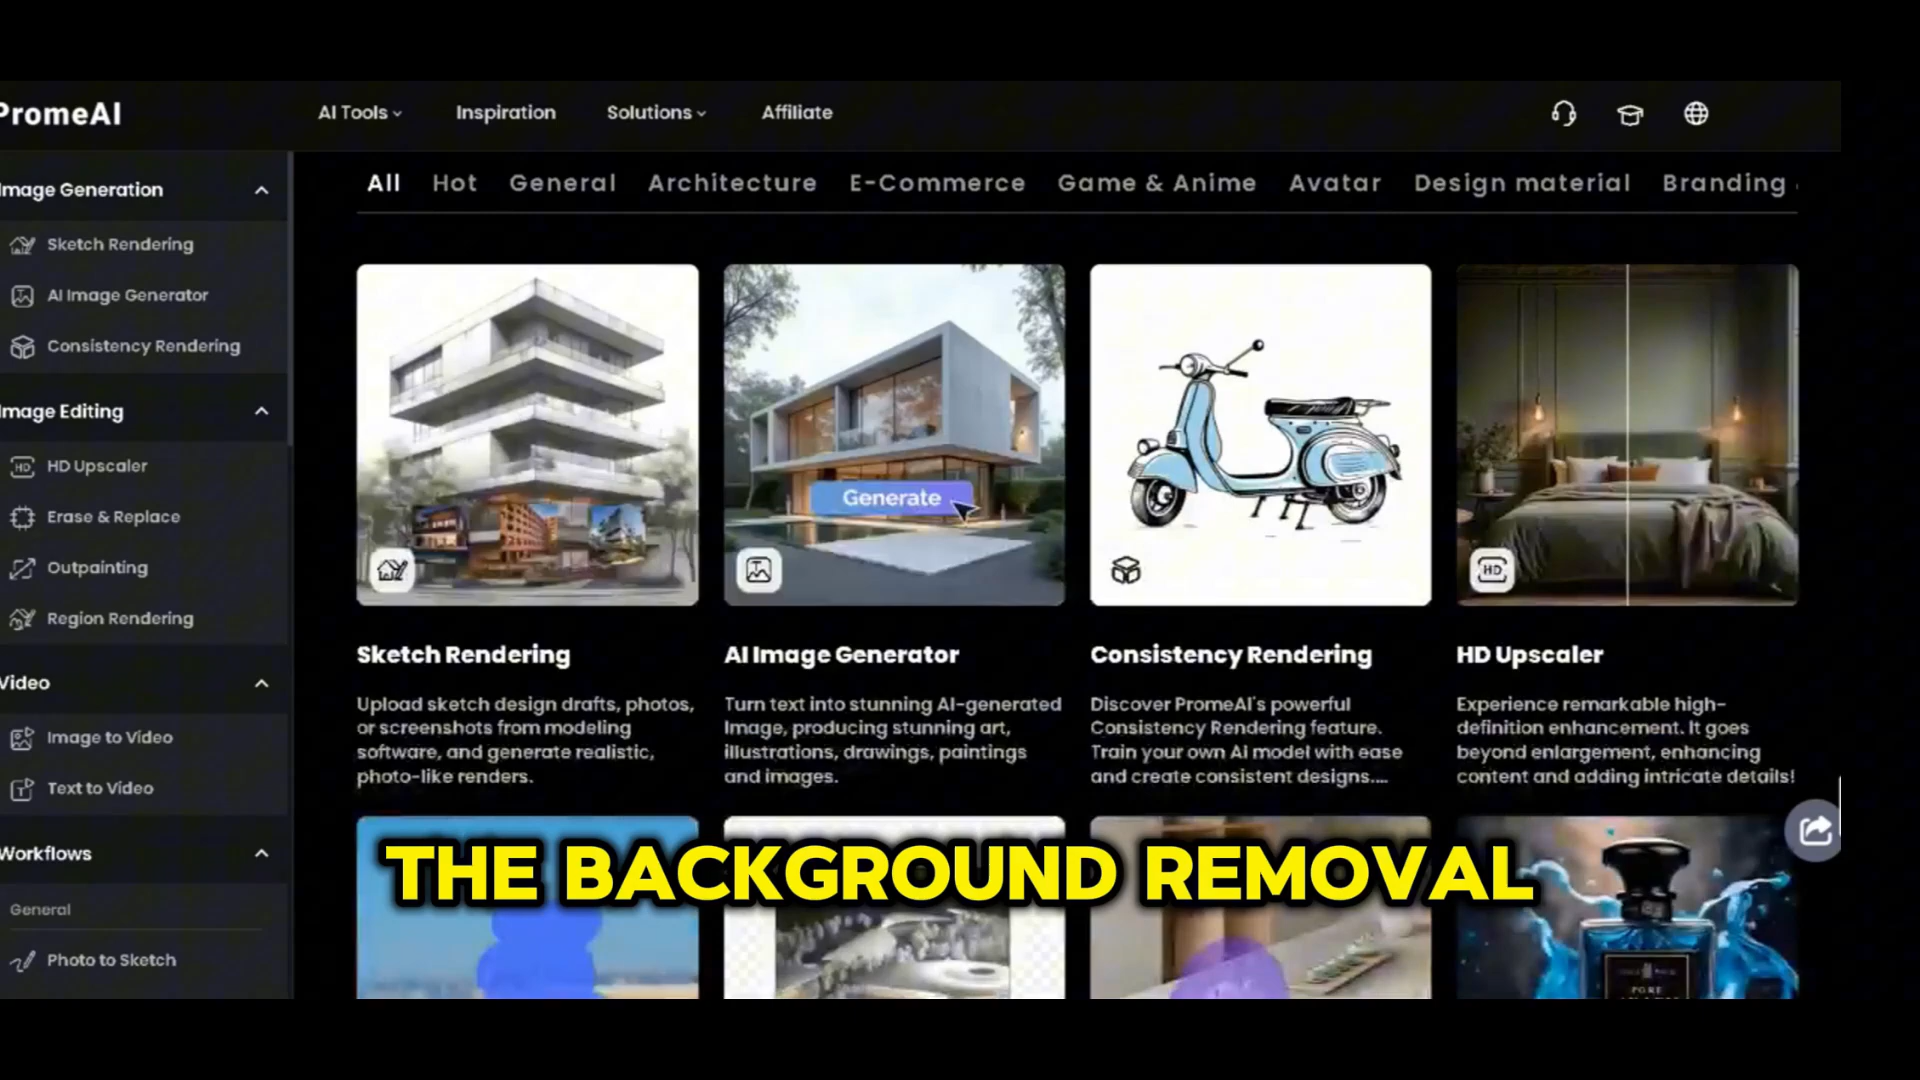 PromeAI
AI Tools
Inspiration
Solutions
Affiliate
Image Generation
Sketch Rendering
AI Image Generator
Consistency Rendering
Image Editing
HD Upscaler
Erase & Replace
Outpainting
Region Rendering
Video
Image to Video
Text to Video
Workflows
General
Photo to Sketch
All
Hot
General
Architecture
E-Commerce
Game & Anime
Avatar
Design material
Branding
Generate
HD
Sketch Rendering
Upload sketch design drafts, photos,
or screenshots from modeling
software, and generate realistic,
photo-like renders.
AI Image Generator
Turn text into stunning AI-generated
Image, producing stunning art,
illustrations, drawings, paintings
and images.
Consistency Rendering
Discover PromeAI's powerful
Consistency Rendering feature.
Train your own AI model with ease
and create consistent designs....
HD Upscaler
Experience remarkable high-
definition enhancement. It goes
beyond enlargement, enhancing
content and adding intricate details!
THE BACKGROUND REMOVAL